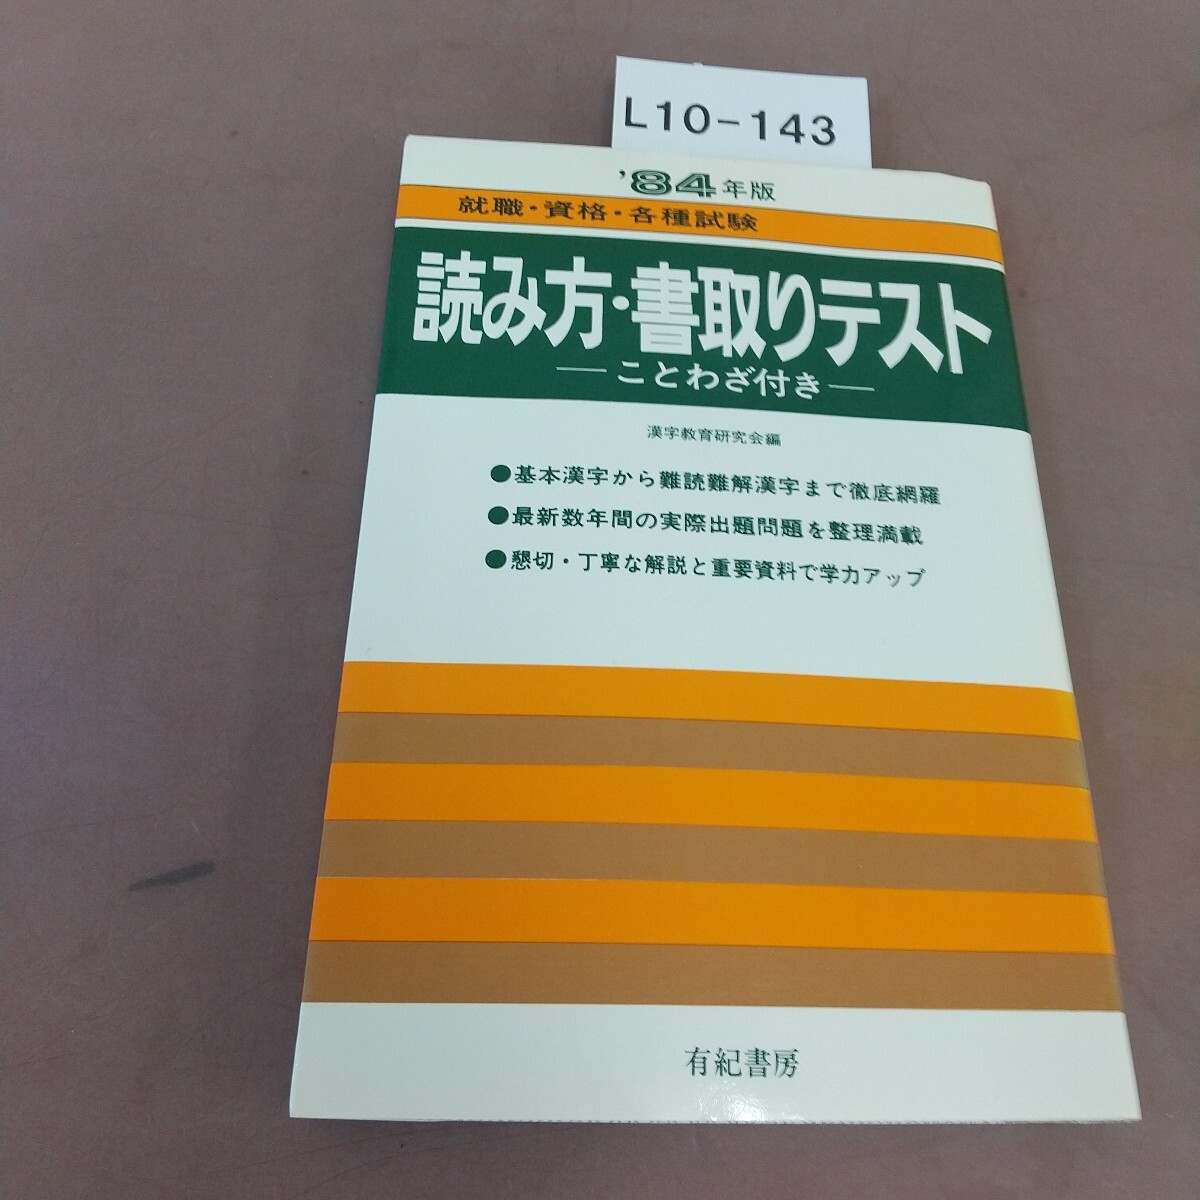 L10-143
'84年版
就職・資格・各種試験
読み方・書取りテスト
―ことわざ付き―
漢字教育研究会編
●基本漢字から難読難解漢字まで徹底網羅
●最新数年間の実際出題問題を整理満載
●懇切・丁寧な解説と重要資料で学力アップ
有紀書房